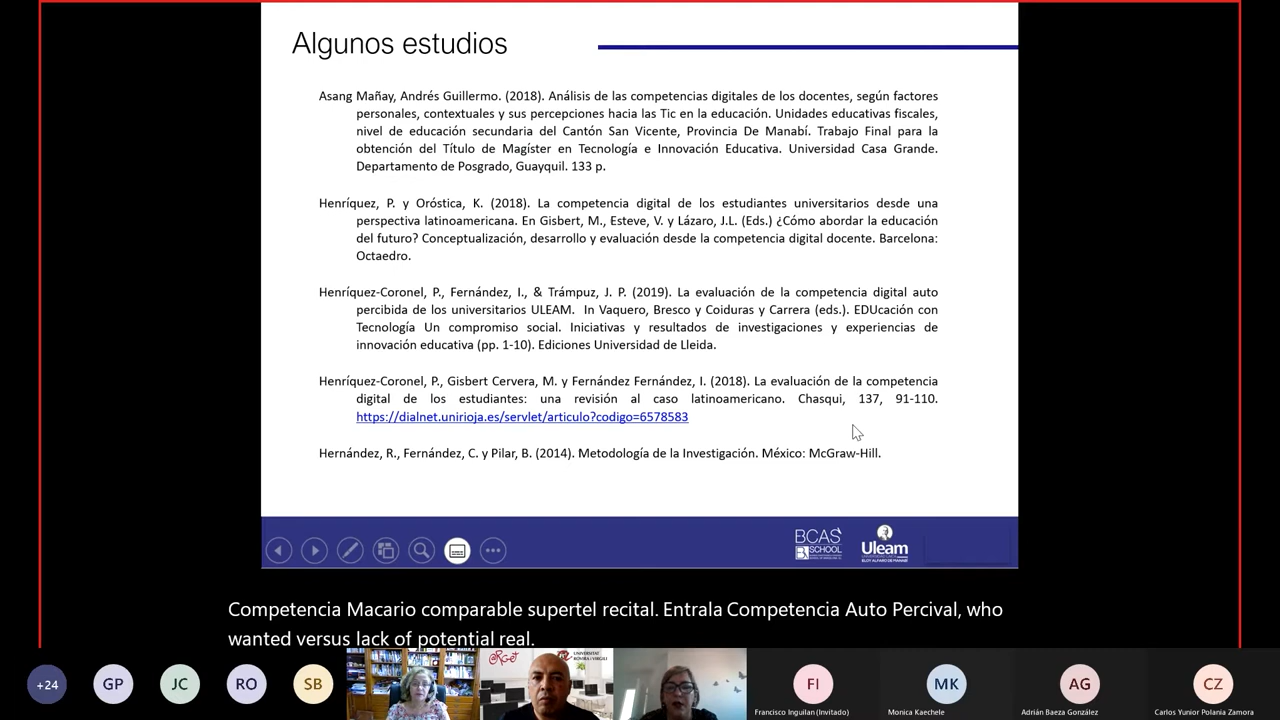 Algunos estudios
Asang Mañay, Andrés Guillermo. (2018). Análisis de las competencias digitales de los docentes, según factores
personales, contextuales y sus percepciones hacia las Tic en la educación. Unidades educativas fiscales,
nivel de educación secundaria del Cantón San Vicente, Provincia De Manabí. Trabajo Final para la
obtención del Título de Magíster en Tecnología e Innovación Educativa. Universidad Casa Grande.
Departamento de Posgrado, Guayquil. 133 p.
Henríquez, P. y Oróstica, K. (2018). La competencia digital de los estudiantes universitarios desde una
perspectiva latinoamericana. En Gisbert, M., Esteve, V. y Lázaro, J.L. (Eds.) ¿Cómo abordar la educación
del futuro? Conceptualización, desarrollo y evaluación desde la competencia digital docente. Barcelona:
Octaedro.
Henríquez-Coronel, P., Fernández, I., & Trámpuz, J. P. (2019). La evaluación de la competencia digital auto
percibida de los universitarios ULEAM. In Vaquero, Bresco y Coiduras y Carrera (eds.). EDUcación con
Tecnología Un compromiso social. Iniciativas y resultados de investigaciones y experiencias de
innovación educativa (pp. 1-10). Ediciones Universidad de Lleida.
Henríquez-Coronel, P., Gisbert Cervera, M. y Fernández Fernández, I. (2018). La evaluación de la competencia
digital de los estudiantes: una revisión al caso latinoamericano. Chasqui, 137, 91-110.
https://dialnet.unirioja.es/servlet/articulo?codigo=6578583
Hernández, R., Fernández, C. y Pilar, B. (2014). Metodología de la Investigación. México: McGraw-Hill.
BCAS
SCHOOL
Uleam
ELOY ALFARO DE MANABÍ
Competencia Macario comparable supertel recital. Entrala Competencia Auto Percival, who
wanted versus lack of potential real.
+24 GP JC RO SB FI MK AG CZ
UNIVERSITAT
ROVIRA i VIRGILI
Francisco Inguilan (Invitado) Monica Kaechele Adrián Baeza González Carlos Yunior Polania Zamora